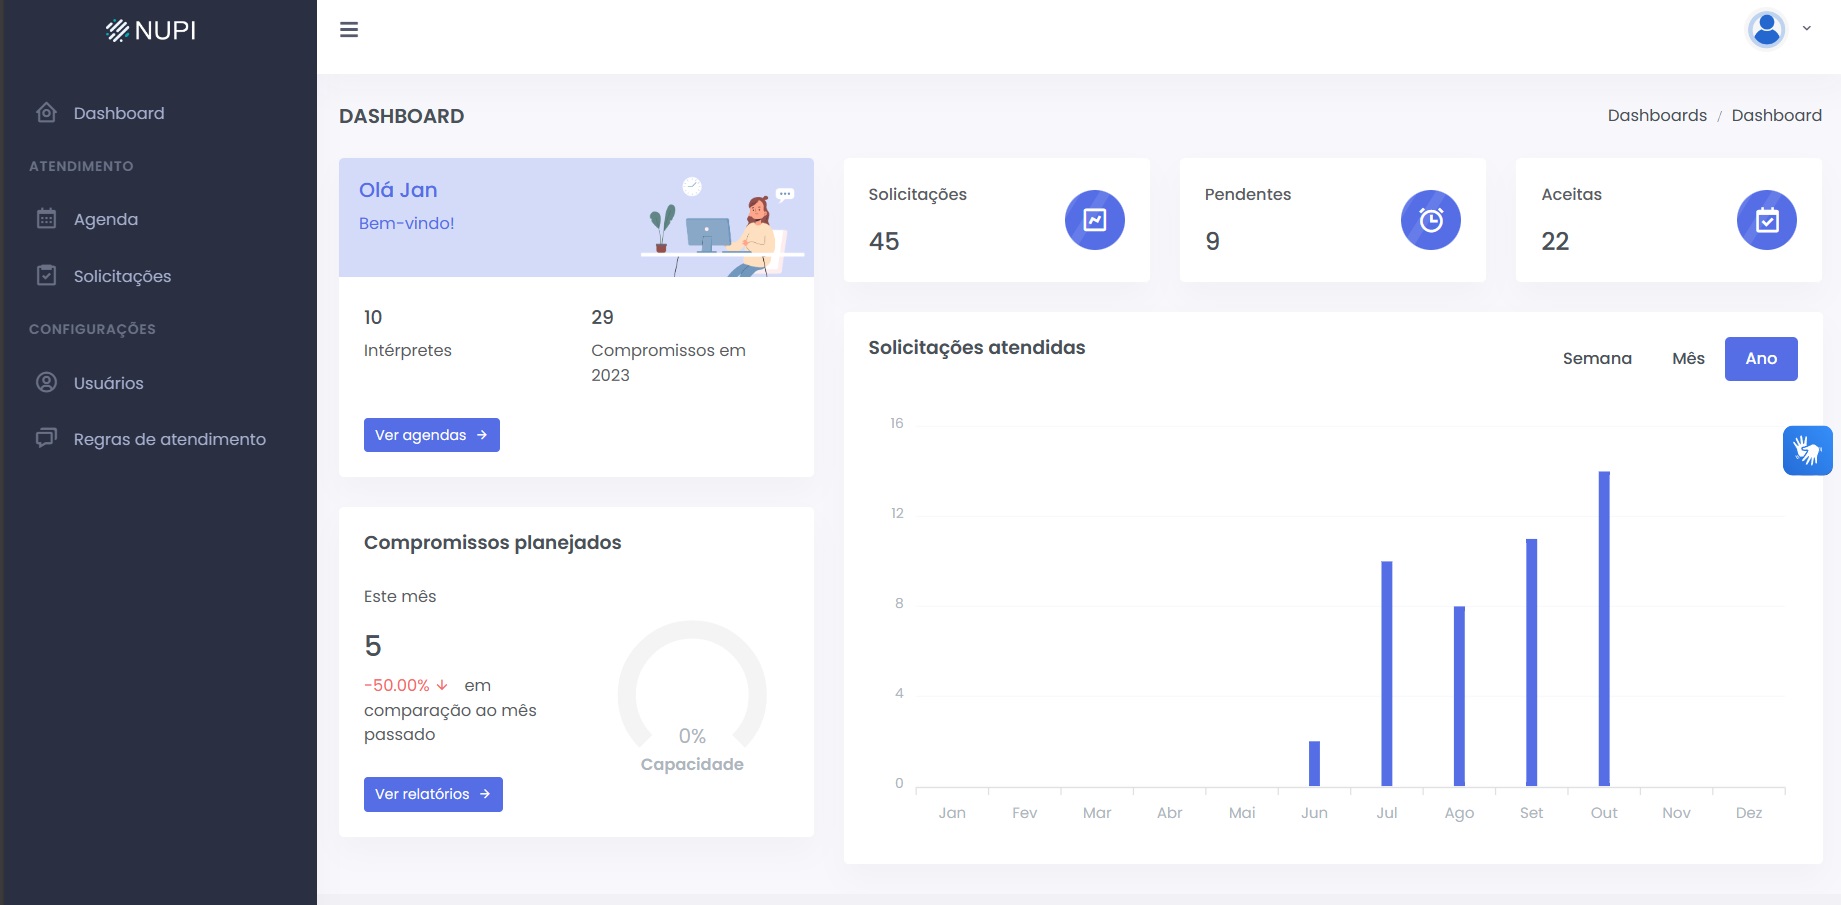 NUPI
Dashboard
ATENDIMENTO
Agenda
Solicitações
CONFIGURAÇÕES
Usuários
Regras de atendimento
DASHBOARD
Dashboards / Dashboard
Olá Jan
Bem-vindo!
10
Intérpretes
29
Compromissos em
2023
Ver agendas
Compromissos planejados
Este mês
5
-50.00% em
comparação ao mês
passado
0%
Capacidade
Ver relatórios
Solicitações
45
Pendentes
9
Aceitas
22
Solicitações atendidas
Semana Mês Ano
16
12
8
4
0
Jan Fev Mar Abr Mai Jun Jul Ago Set Out Nov Dez